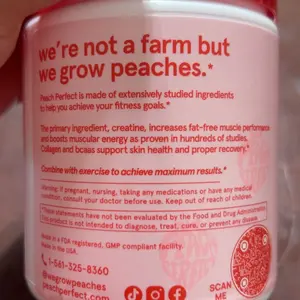 we're not a farm but
we grow peaches.*
Peach Perfect is made of extensively studied ingredients
to help you achieve your fitness goals.*
The primary ingredient, creatine, increases fat-free muscle performance
and boosts muscular energy as proven in hundreds of studies.
Collagen and bcaas support skin health and proper recovery.*
Combine with exercise to achieve maximum results.*
Warning: If pregnant, nursing, taking any medications or have any medical
condition, consult your doctor before use. Keep out of reach of children.
*These statements have not been evaluated by the Food and Drug Administration.
This product is not intended to diagnose, treat, cure, or prevent any disease.
Based in a FDA registered, GMP compliant facility.
Made in the USA.
1-561-325-8360
@wegrowpeaches
peachperfect.com
SCAN
ME